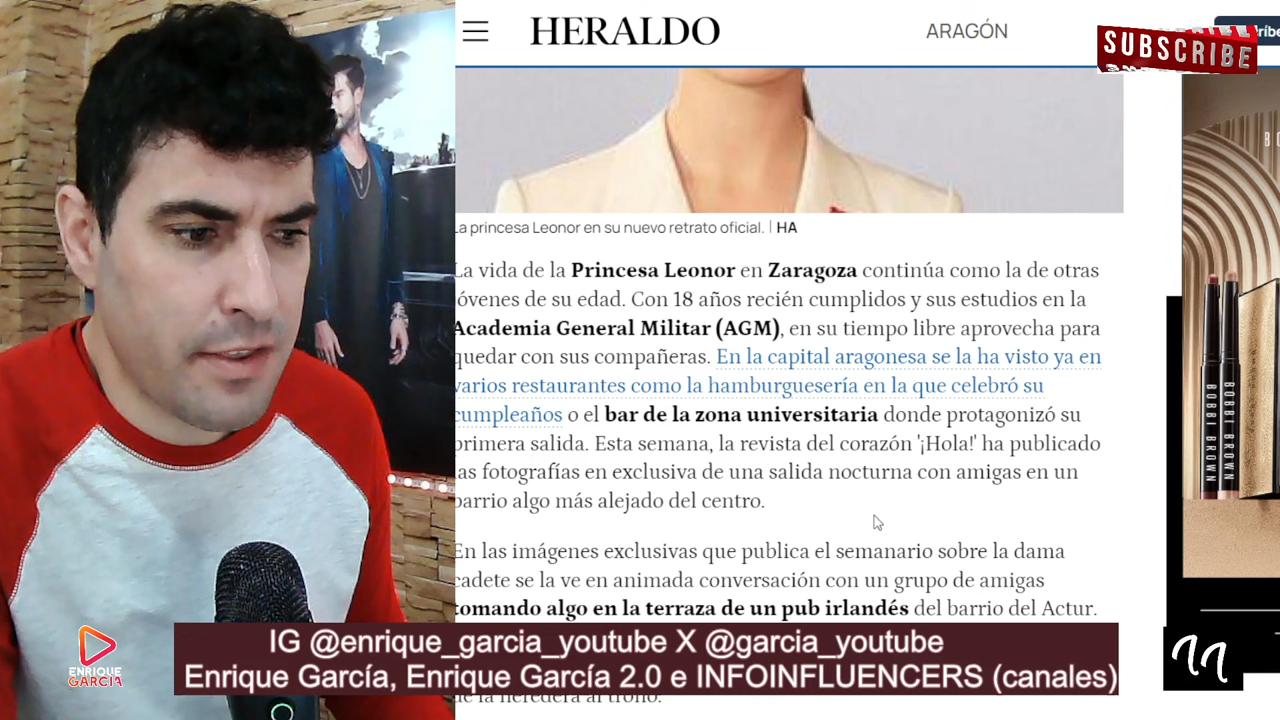 HERALDO
ARAGÓN
SUBSCRIBE
La princesa Leonor en su nuevo retrato oficial. | HA
La vida de la Princesa Leonor en Zaragoza continúa como la de otras
jóvenes de su edad. Con 18 años recién cumplidos y sus estudios en la
Academia General Militar (AGM), en su tiempo libre aprovecha para
quedar con sus compañeras. En la capital aragonesa se la ha visto ya en
varios restaurantes como la hamburguesería en la que celebró su
cumpleaños o el bar de la zona universitaria donde protagonizó su
primera salida. Esta semana, la revista del corazón '¡Hola!' ha publicado
las fotografías en exclusiva de una salida nocturna con amigas en un
barrio algo más alejado del centro.
En las imágenes exclusivas que publica el semanario sobre la dama
cadete se la ve en animada conversación con un grupo de amigas
tomando algo en la terraza de un pub irlandés del barrio del Actur.
de la heredera al trono.
BOBBI BROWN
BOBBI BROWN
ENRIQUE
GARCÍA
IG @enrique_garcia_youtube X @garcia_youtube
Enrique García, Enrique García 2.0 e INFOINFLUENCERS (canales)